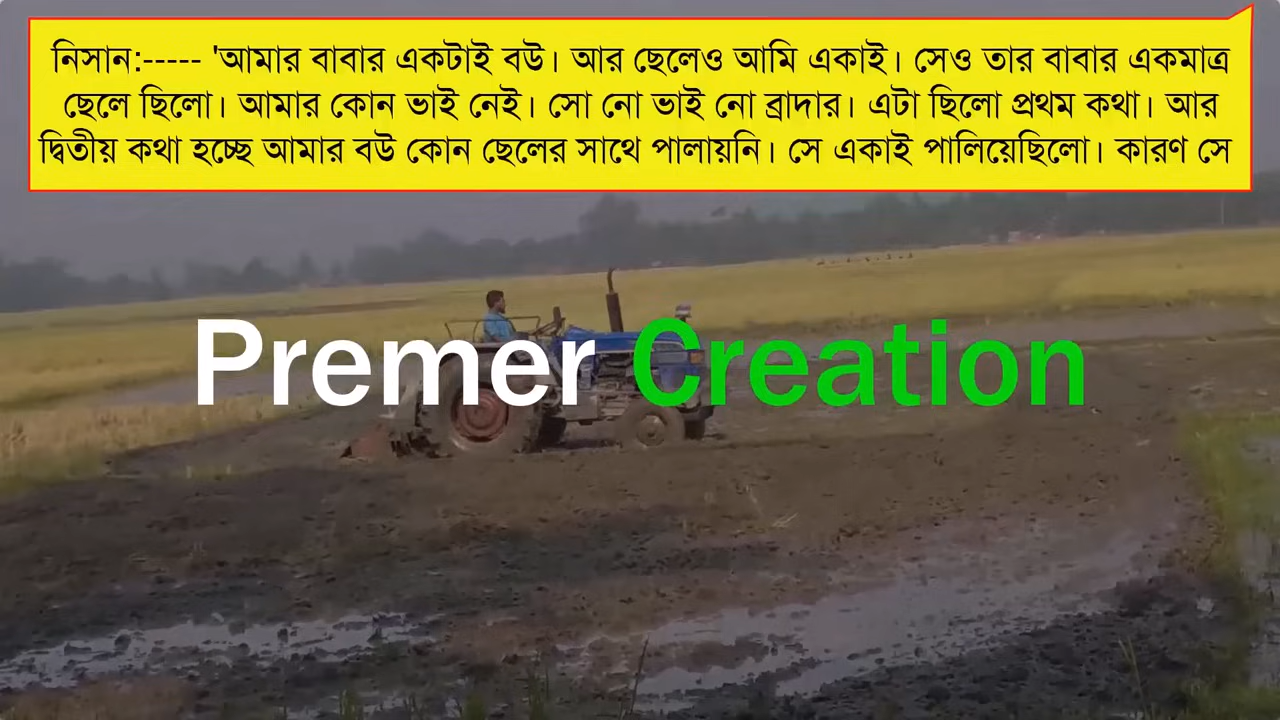 নিসান:----- 'আমার বাবার একটাই বউ। আর ছেলেও আমি একাই। সেও তার বাবার একমাত্র
ছেলে ছিলো। আমার কোন ভাই নেই। সো নো ভাই নো ব্রাদার। এটা ছিলো প্রথম কথা। আর
দ্বিতীয় কথা হচ্ছে আমার বউ কোন ছেলের সাথে পালায়নি। সে একাই পালিয়েছিলো। কারণ সে
Premer Creation